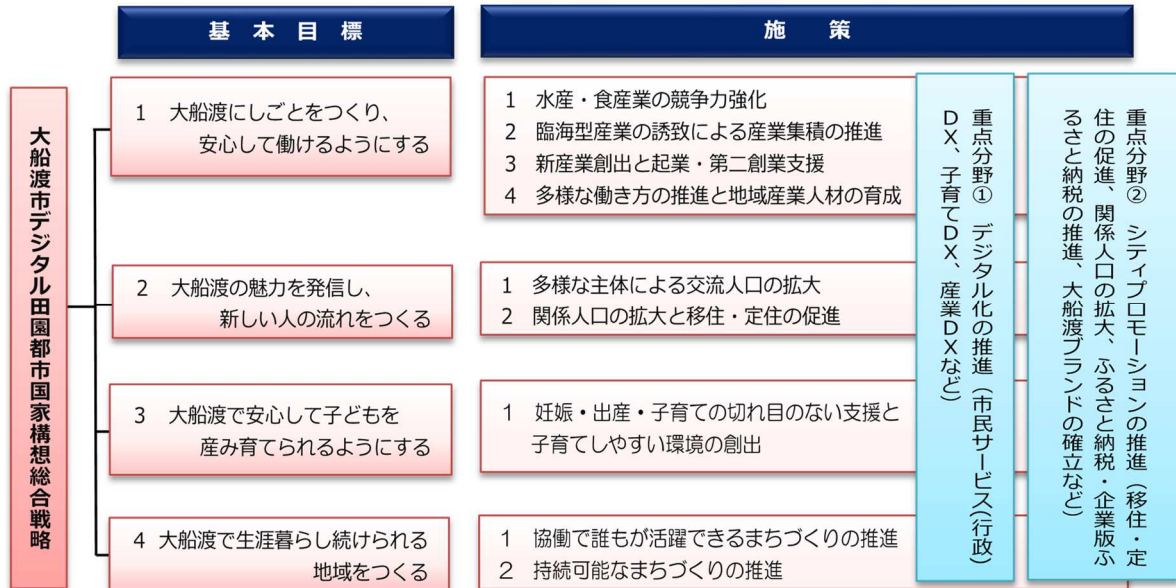 基本目標
施策
大船渡市デジタル田園都市国家構想総合戦略
1 大船渡にしごとをつくり、
安心して働けるようにする
1 水産・食産業の競争力強化
2 臨海型産業の誘致による産業集積の推進
3 新産業創出と起業・第二創業支援
4 多様な働き方の推進と地域産業人材の育成
2 大船渡の魅力を発信し、
新しい人の流れをつくる
1 多様な主体による交流人口の拡大
2 関係人口の拡大と移住・定住の促進
3 大船渡で安心して子どもを
産み育てられるようにする
1 妊娠・出産・子育ての切れ目のない支援と
子育てしやすい環境の創出
4 大船渡で生涯暮らし続けられる
地域をつくる
1 協働で誰もが活躍できるまちづくりの推進
2 持続可能なまちづくりの推進
重点分野① デジタル化の推進(市民サービス(行政)
DX、子育てDX、産業DXなど)
重点分野② シティプロモーションの推進(移住・定
住の促進、関係人口の拡大、ふるさと納税・企業版ふ
るさと納税の推進、大船渡ブランドの確立など)